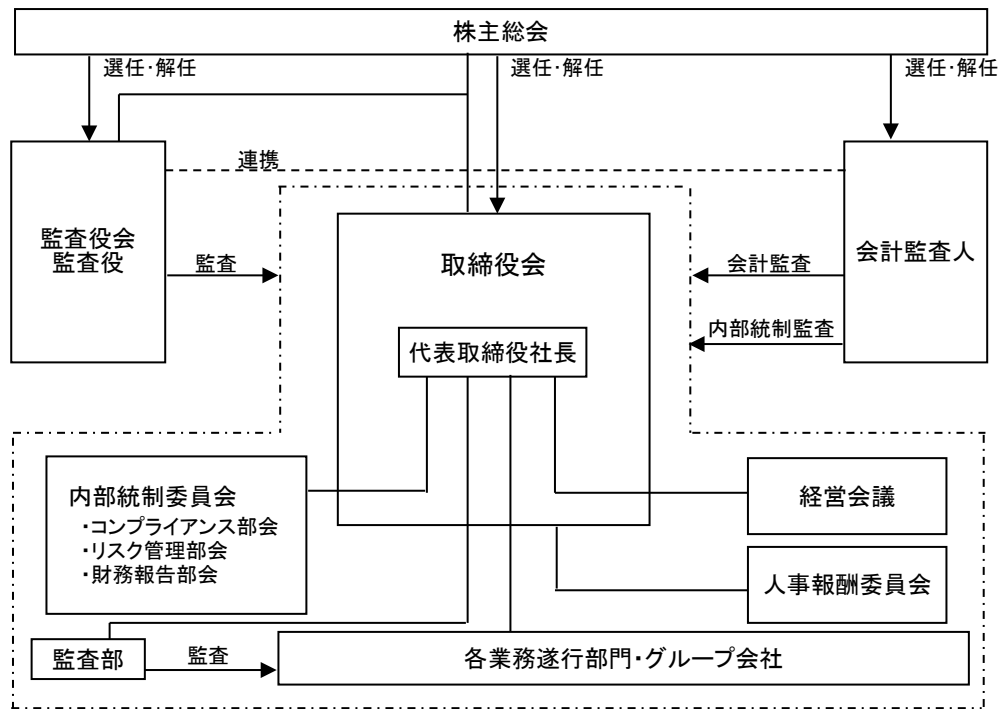 株主総会
選任・解任
選任・解任
選任・解任
連携
監査役会
監査役
監査
取締役会
会計監査
会計監査人
内部統制監査
代表取締役社長
内部統制委員会
・コンプライアンス部会
・リスク管理部会
・財務報告部会
経営会議
人事報酬委員会
監査部
監査
各業務遂行部門・グループ会社